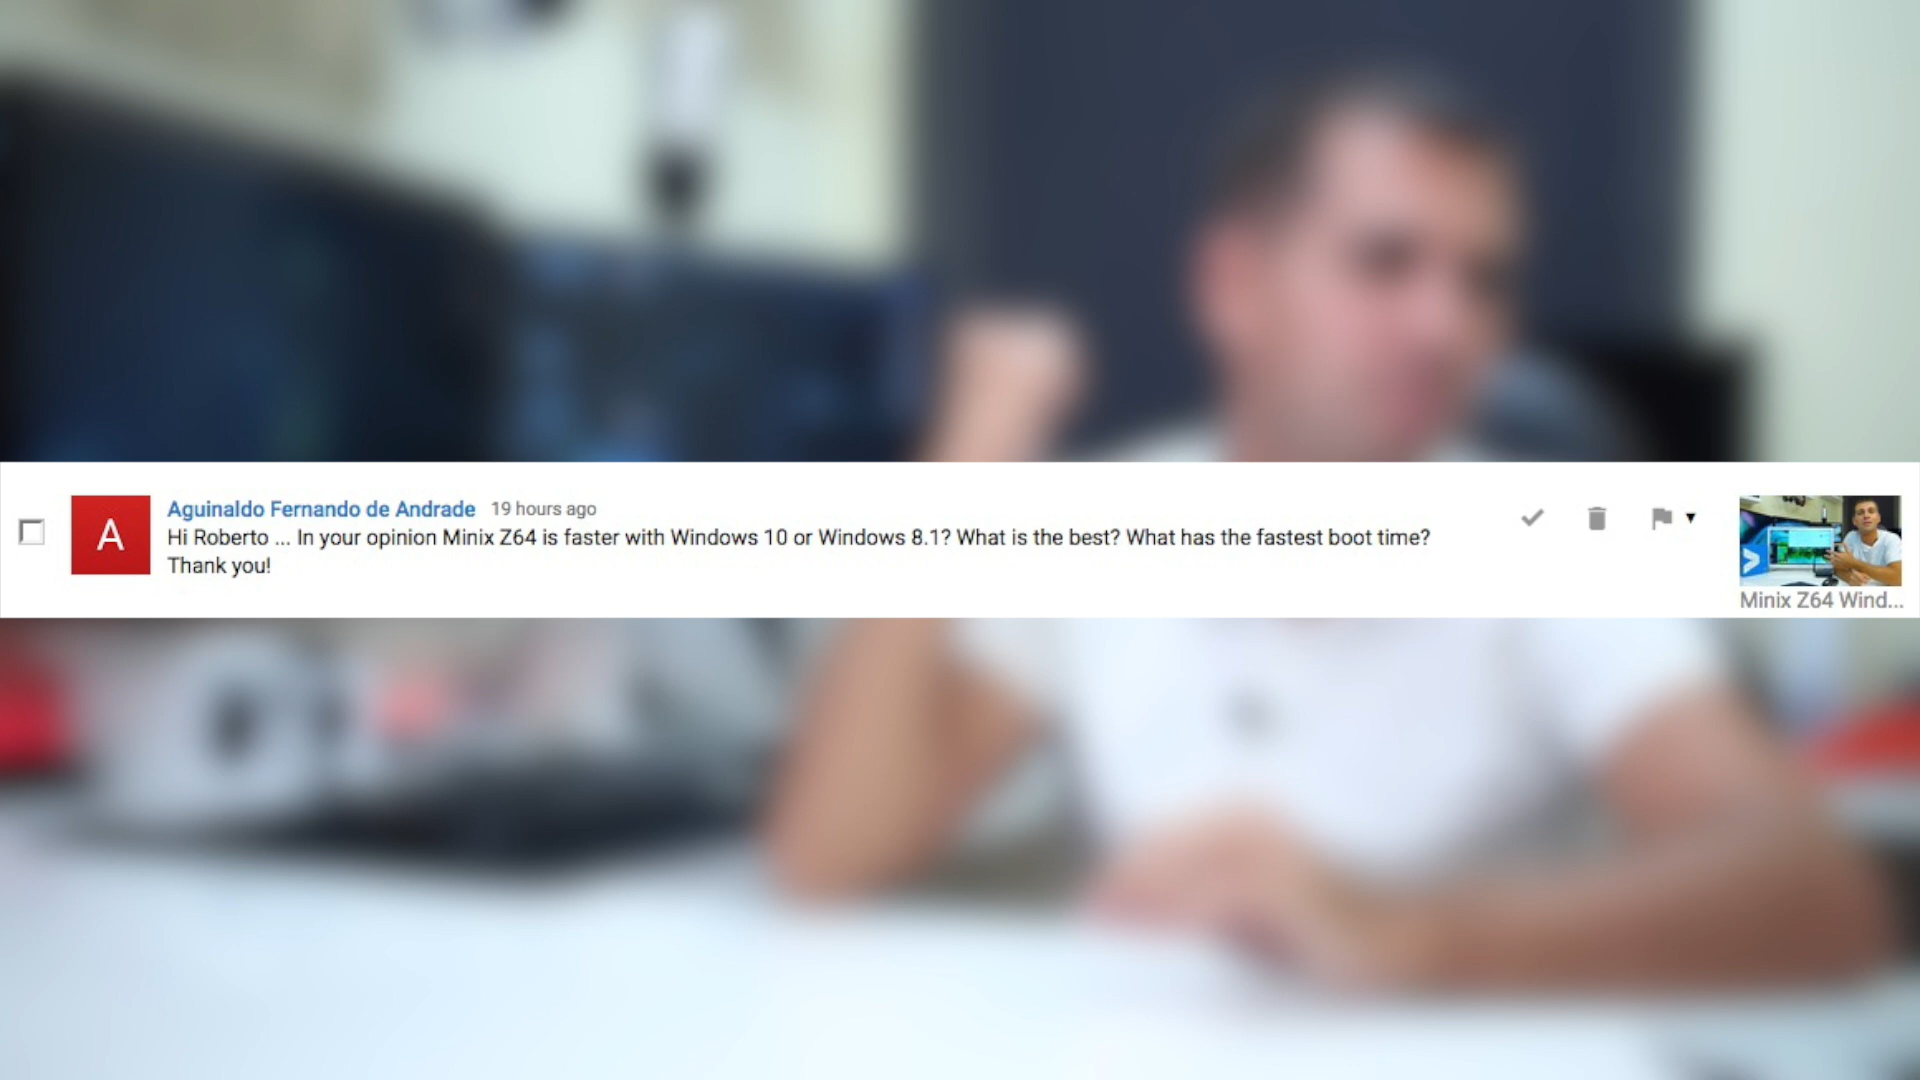 A
Aguinaldo Fernando de Andrade 19 hours ago
Hi Roberto ... In your opinion Minix Z64 is faster with Windows 10 or Windows 8.1? What is the best? What has the fastest boot time?
Thank you!
Minix Z64 Wind...